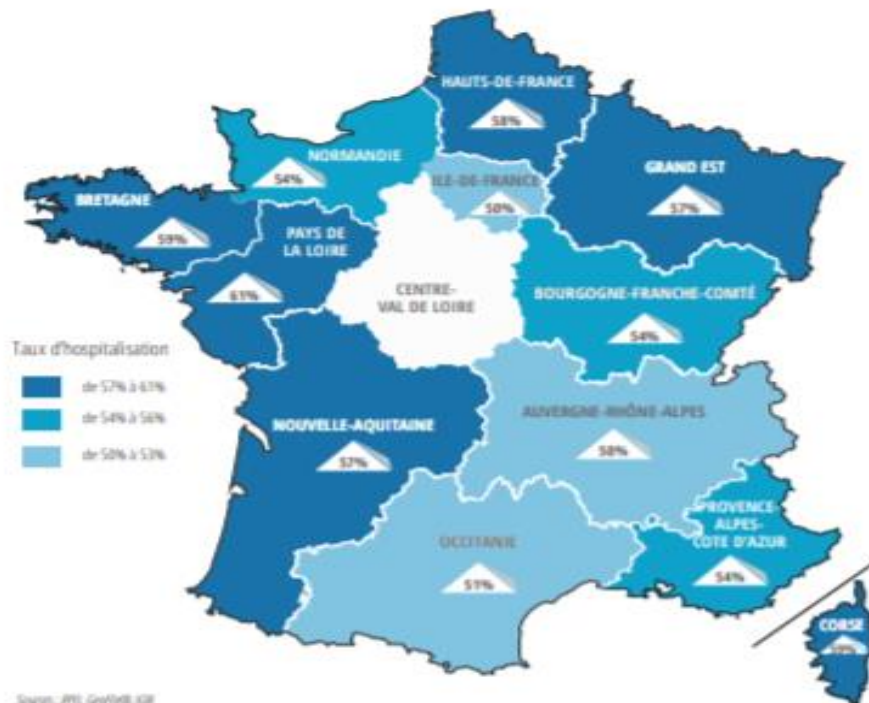 HAUTS-DE-FRANCE
58%
NORMANDIE
54%
ILE-DE-FRANCE
50%
GRAND EST
57%
BRETAGNE
59%
PAYS DE
LA LOIRE
61%
CENTRE-
VAL DE LOIRE
BOURGOGNE-FRANCHE-COMTÉ
54%
Taux d'hospitalisation
de 57% à 61%
de 54% à 56%
de 50% à 53%
NOUVELLE-AQUITAINE
57%
AUVERGNE-RHÔNE-ALPES
50%
PROVENCE-
ALPES-
COTE D'AZUR
54%
OCCITANIE
51%
CORSE